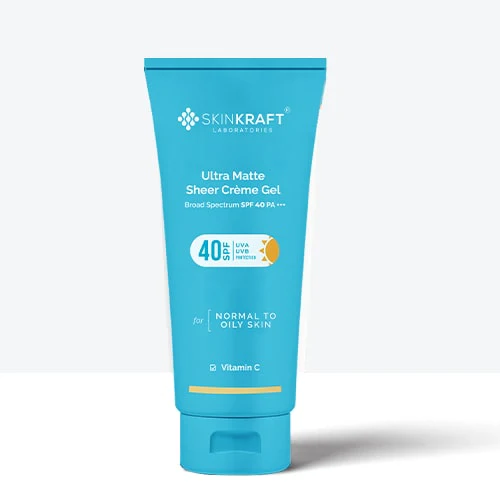 SKINKRAFT®
LABORATORIES
Ultra Matte
Sheer Crème Gel
Broad Spectrum SPF 40 PA +++
40 SPF
UVA
UVB
PROTECTION
for NORMAL TO
OILY SKIN
☑ Vitamin C